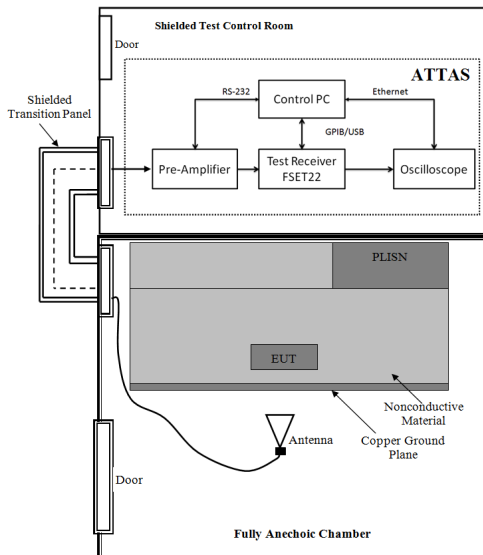 Shielded Test Control Room
Door
ATTAS
Shielded
Transition Panel
RS-232
Control PC
Ethernet
GPIB/USB
Pre-Amplifier
Test Receiver
FSET22
Oscilloscope
PLISN
EUT
Nonconductive
Material
Antenna
Copper Ground
Plane
Door
Fully Anechoic Chamber